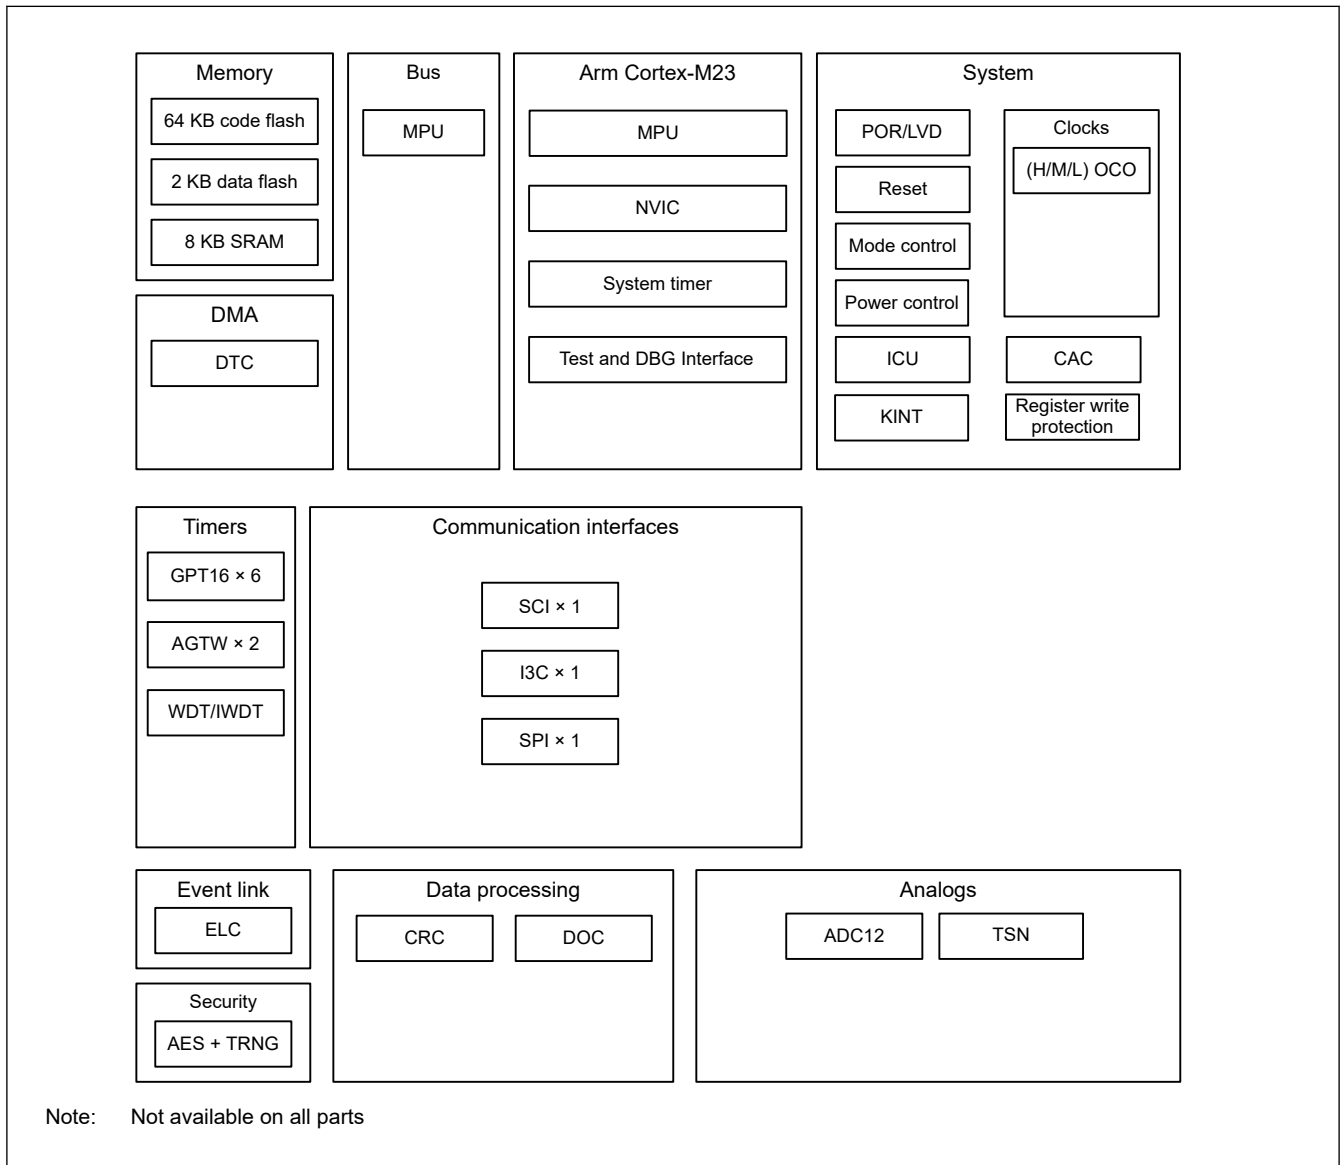 Memory
64 KB code flash
2 KB data flash
8 KB SRAM
DMA
DTC
Bus
MPU
Arm Cortex-M23
MPU
NVIC
System timer
Test and DBG Interface
System
POR/LVD
Reset
Mode control
Power control
ICU
KINT
Clocks
(H/M/L) OCO
CAC
Register write
protection
Timers
GPT16 × 6
AGTW × 2
WDT/IWDT
Communication interfaces
SCI × 1
I3C × 1
SPI × 1
Event link
ELC
Security
AES + TRNG
Data processing
CRC
DOC
Analogs
ADC12
TSN
Note: Not available on all parts